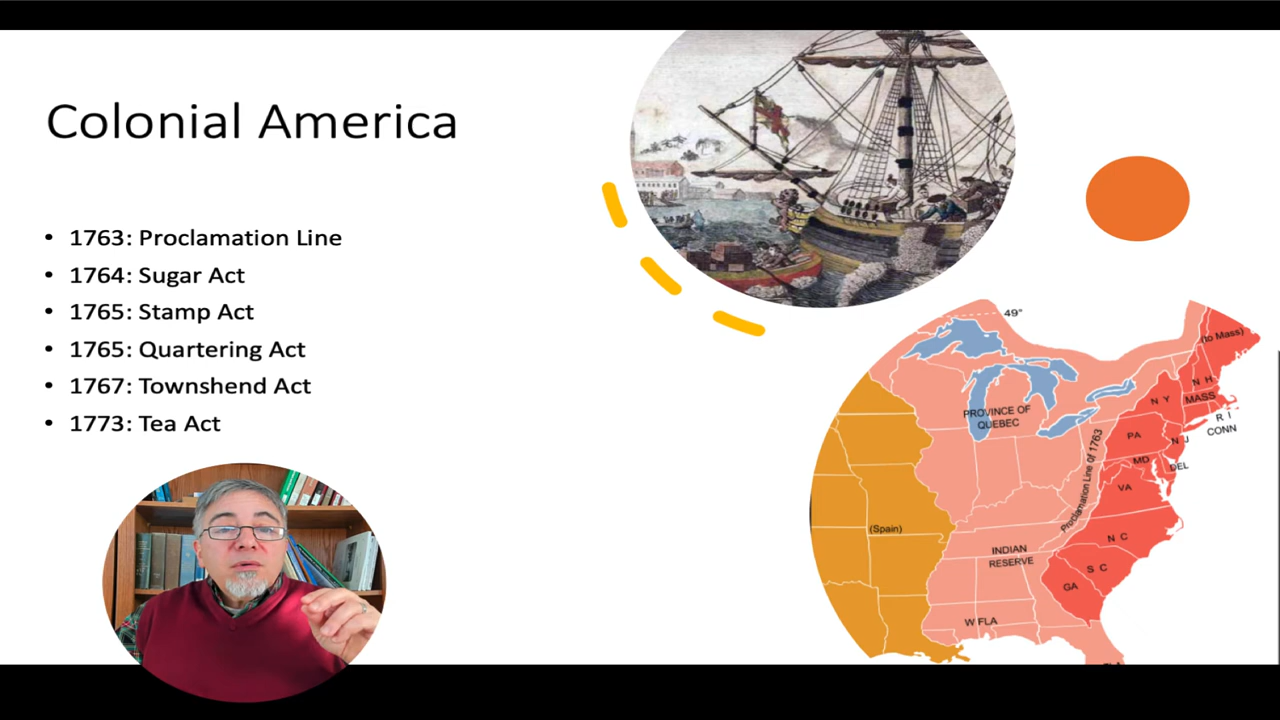 Colonial America
• 1763: Proclamation Line
• 1764: Sugar Act
• 1765: Stamp Act
• 1765: Quartering Act
• 1767: Townshend Act
• 1773: Tea Act
49°
(to Mass)
N H
N Y
MASS
R I
CONN
PROVINCE OF
QUEBEC
PA
N J
MD
DEL
VA
Proclamation Line of 1763
(Spain)
N C
INDIAN
RESERVE
S C
GA
W FLA